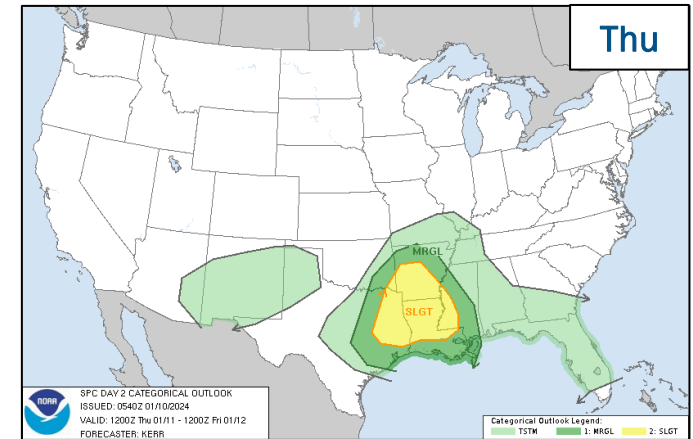 Thu
MRGL
SLGT
NOAA
SPC DAY 2 CATEGORICAL OUTLOOK
ISSUED: 0540Z 01/10/2024
VALID: 1200Z Thu 01/11 - 1200Z Fri 01/12
FORECASTER: KERR
Categorical Outlook Legend:
TSTM 1: MRGL 2: SLGT